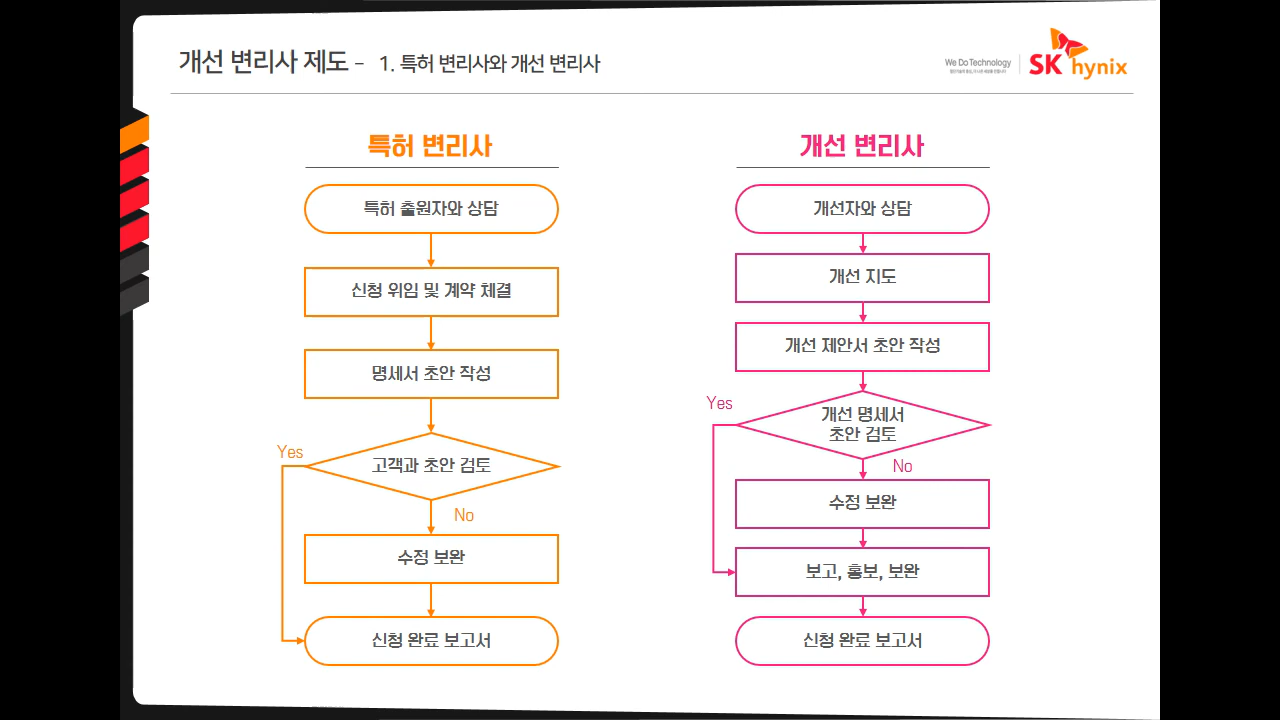 개선 변리사 제도 - 1. 특허 변리사와 개선 변리사
We Do Technology
SK hynix
특허 변리사
특허 출원자와 상담
신청 위임 및 계약 체결
명세서 초안 작성
Yes
고객과 초안 검토
No
수정 보완
신청 완료 보고서
개선 변리사
개선자와 상담
개선 지도
개선 제안서 초안 작성
Yes
개선 명세서
초안 검토
No
수정 보완
보고, 홍보, 보완
신청 완료 보고서